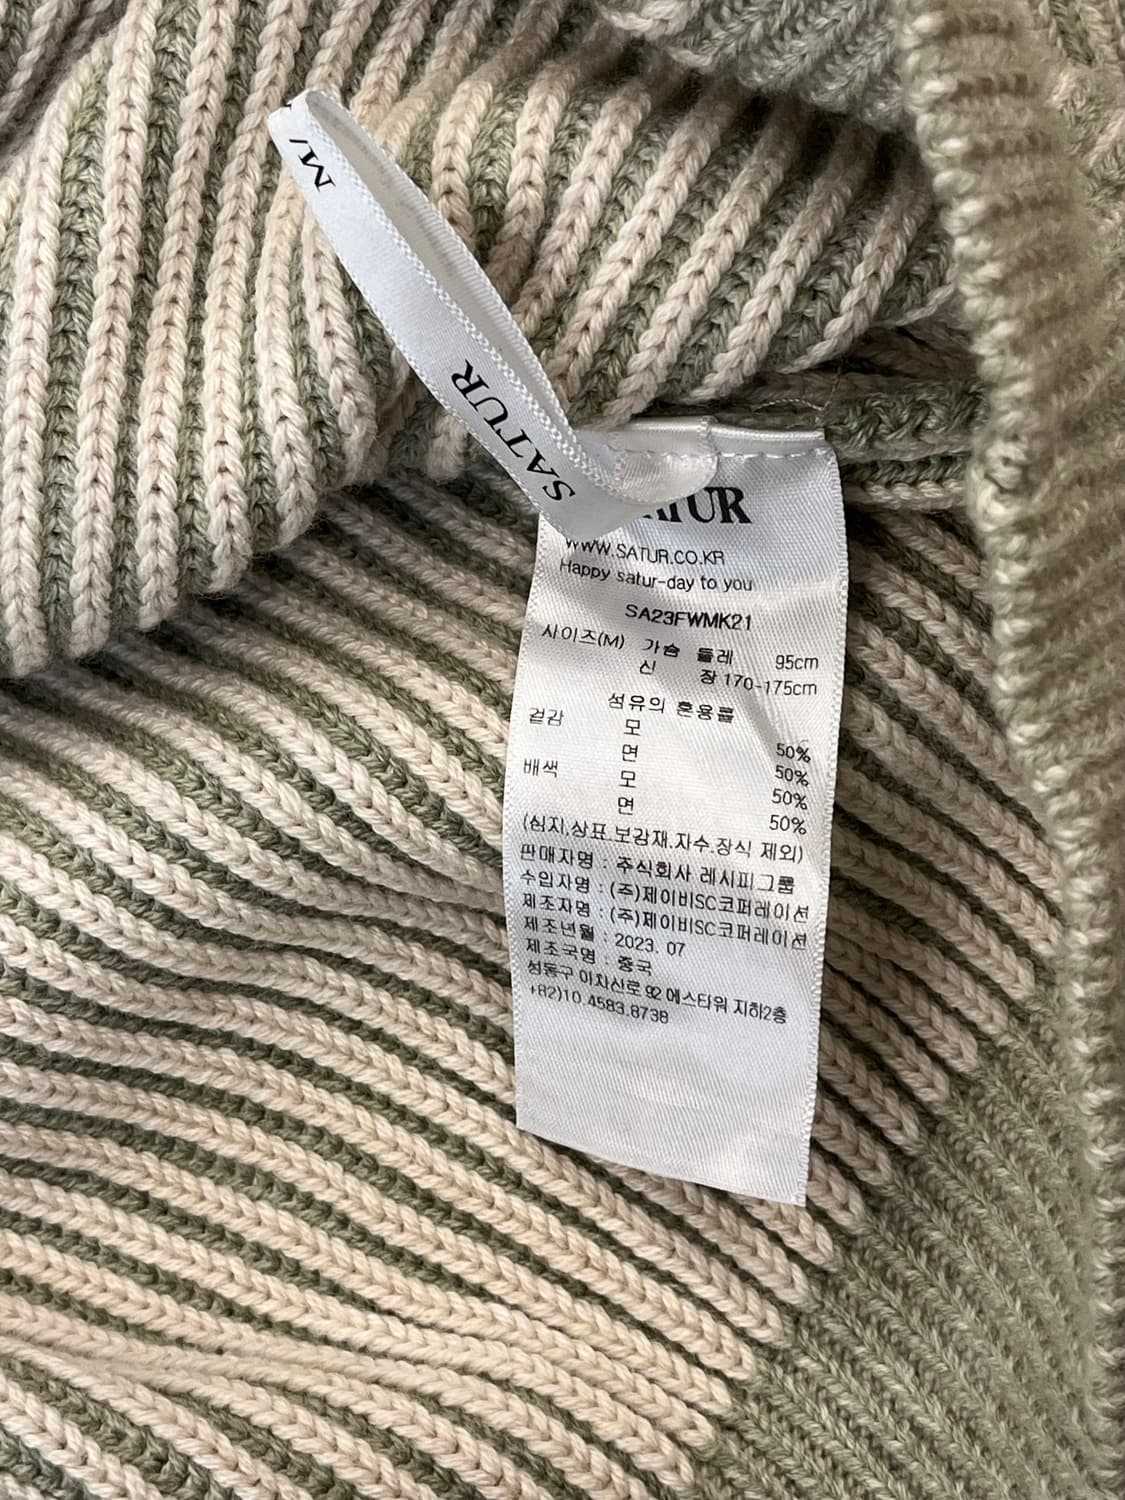 SATUR
WWW.SATUR.CO.KR
Happy satur-day to you
SA23FWMK21
사이즈(M) 가슴 둘레 95cm
신 장 170-175cm
섬유의 혼용률
겉감 모 50%
면 50%
배색 모 50%
면 50%
(심지.상표.보강재.자수.장식 제외)
판매자명 : 주식회사 레시피그룹
수입자명 : (주)제이비SC코퍼레이션
제조자명 : (주)제이비SC코퍼레이션
제조년월 : 2023. 07
제조국명 : 중국
성동구 이차산로 92 에스타워 지하2층
+82)10.4583.8738